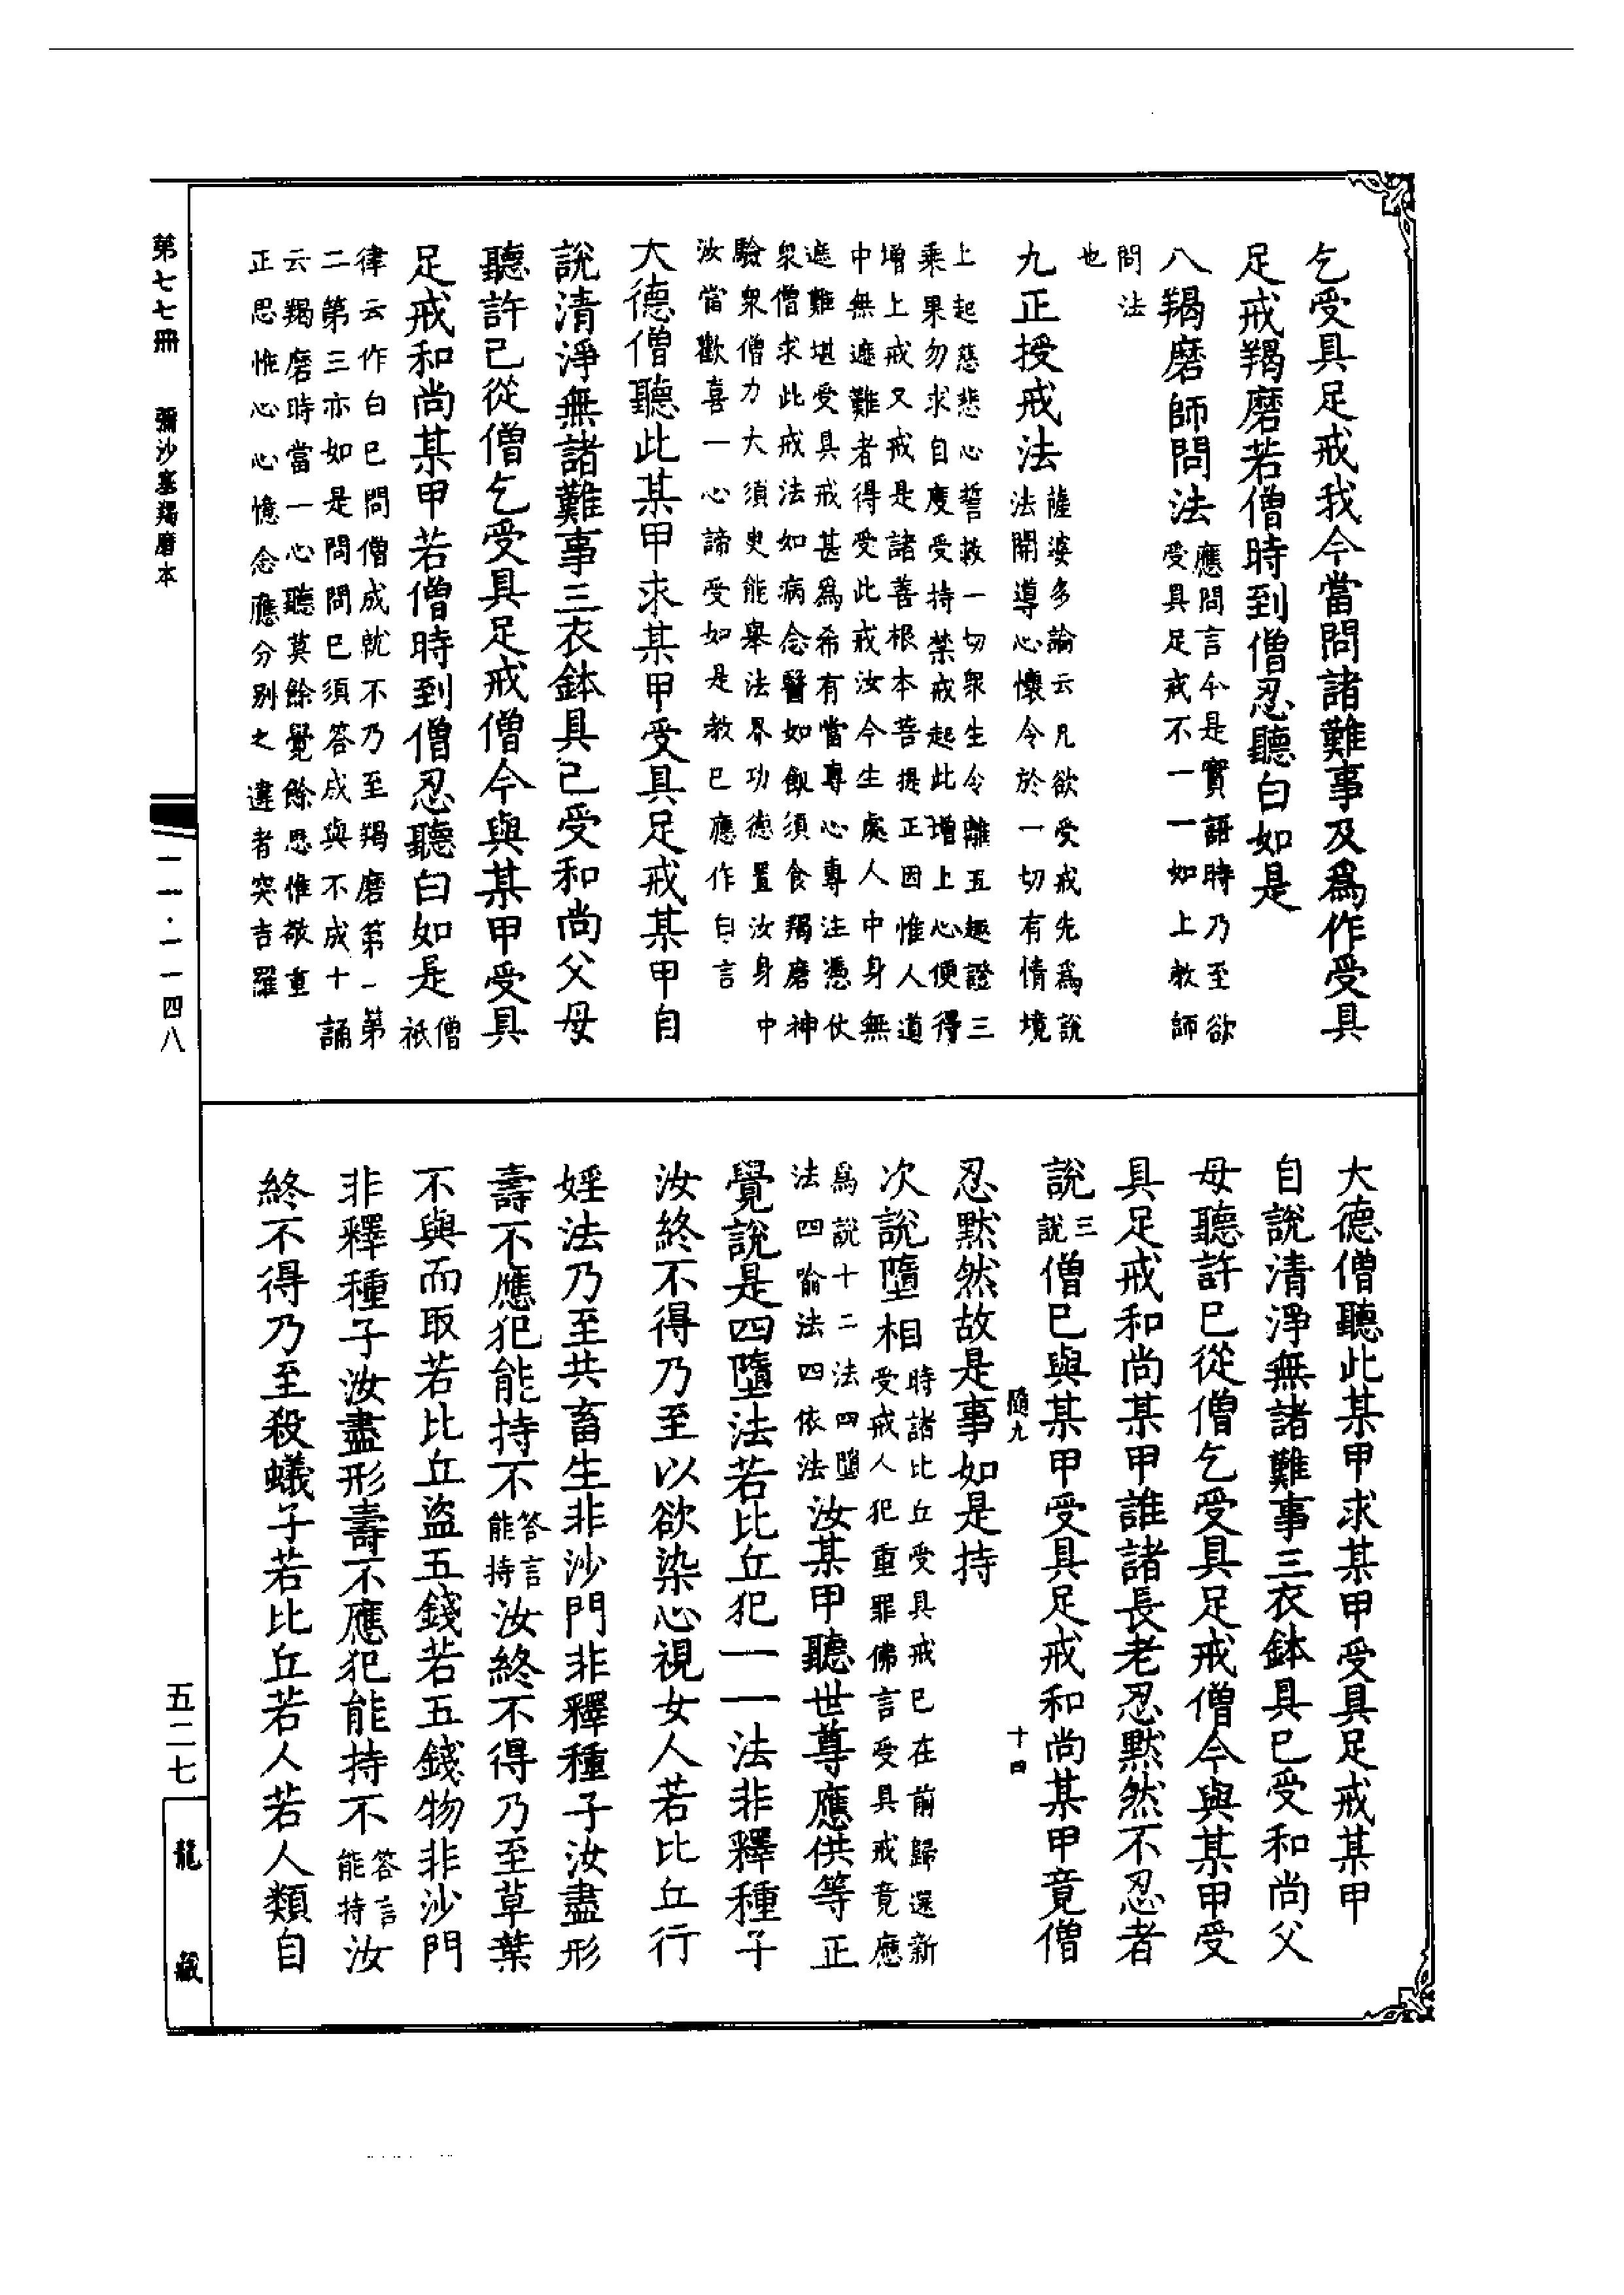 乞受具足戒我今當問諸難事及爲作受具
足戒羯磨若僧時到僧忍聽白如是
八羯磨師問法
應問言今是實語時乃至欲
受具足戒不一一如上教師
問法
也
九正授戒法
薩婆多論云凡欲受戒先爲說
法開導心懷令於一切有情境
上起慈悲心誓救一切眾生令離五趣證三
乘果勿求自度受持禁戒起此增上心便得
增上戒又戒是諸善根本菩提正因惟人道
中無遮難者得受此戒汝今生處人中身無
遮難堪受具戒甚爲希有當專心專注憑仗
眾僧求此戒法如病念醫如飢須食羯磨神
驗眾僧力大須臾能舉法界功德置汝身中
汝當歡喜一心諦受如是教已應作白言
大德僧聽此某甲求某甲受具足戒某甲自
說清淨無諸難事三衣鉢具已受和尚父母
聽許已從僧乞受具足戒僧今與某甲受具
足戒和尚某甲若僧時到僧忍聽白如是
僧
祇
律云作白已問僧成就不乃至羯磨第一第
二第三亦如是問問已須答成與不成十誦
云羯磨時當一心聽莫餘覺餘思惟敬重
正思惟心心憶念應分別之違者突吉羅
大德僧聽此某甲求某甲受具足戒某甲
自說清淨無諸難事三衣鉢具已受和尚父
母聽許已從僧乞受具足戒僧今與某甲受
具足戒和尚某甲誰諸長老忍默然不忍者
說三說僧已與某甲受具足戒和尚某甲竟僧
隨九
十四
忍默然故是事如是持
次說墮相
時諸比丘受具戒已在前歸還新
受戒人犯重罪佛言受具戒竟應
爲說十二法四墮
法四喻法四依法
汝某甲聽世尊應供等正
覺說是四墮法若比丘犯一一法非釋種子
汝終不得乃至以欲染心視女人若比丘行
婬法乃至共畜生非沙門非釋種子汝盡形
壽不應犯能持不答言能持汝終不得乃至草葉
不與而取若比丘盜五錢若五錢物非沙門
非釋種子汝盡形壽不應犯能持不答言能持汝
終不得乃至殺蟻子若比丘若人若人類自
第七七冊
彌沙塞羯磨本
一一一·一一四八
五二七
龍藏